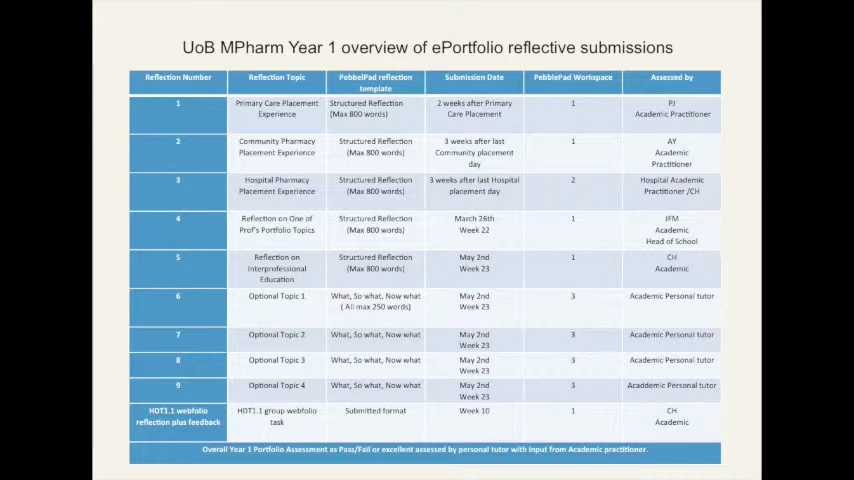 UoB MPharm Year 1 overview of ePortfolio reflective submissions
Reflection Number Reflection Topic PebbelPad reflection template Submission Date PebblePad Workspace Assessed by
1 Primary Care Placement Experience Structured Reflection (Max 800 words) 2 weeks after Primary Care Placement 1 PJ Academic Practitioner
2 Community Pharmacy Placement Experience Structured Reflection (Max 800 words) 3 weeks after last Community placement day 1 AY Academic Practitioner
3 Hospital Pharmacy Placement Experience Structured Reflection (Max 800 words) 3 weeks after last Hospital placement day 2 Hospital Academic Practitioner /CH
4 Reflection on One of Prof's Portfolio Topics Structured Reflection (Max 800 words) March 26th Week 22 1 JFM Academic Head of School
5 Reflection on Interprofessional Education Structured Reflection (Max 800 words) May 2nd Week 23 1 CH Academic
6 Optional Topic 1 What, So what, Now what ( All max 250 words) May 2nd Week 23 3 Academic Personal tutor
7 Optional Topic 2 What, So what, Now what May 2nd Week 23 3 Academic Personal tutor
8 Optional Topic 3 What, So what, Now what May 2nd Week 23 3 Academic Personal tutor
9 Optional Topic 4 What, So what, Now what May 2nd Week 23 3 Acaddemic Personal tutor
HDT1.1 webfolio reflection plus feedback HDT1.1 group webfolio task Submitted format Week 10 1 CH Academic
Overall Year 1 Portfolio Assessment as Pass/Fail or excellent assessed by personal tutor with input from Academic practitioner.